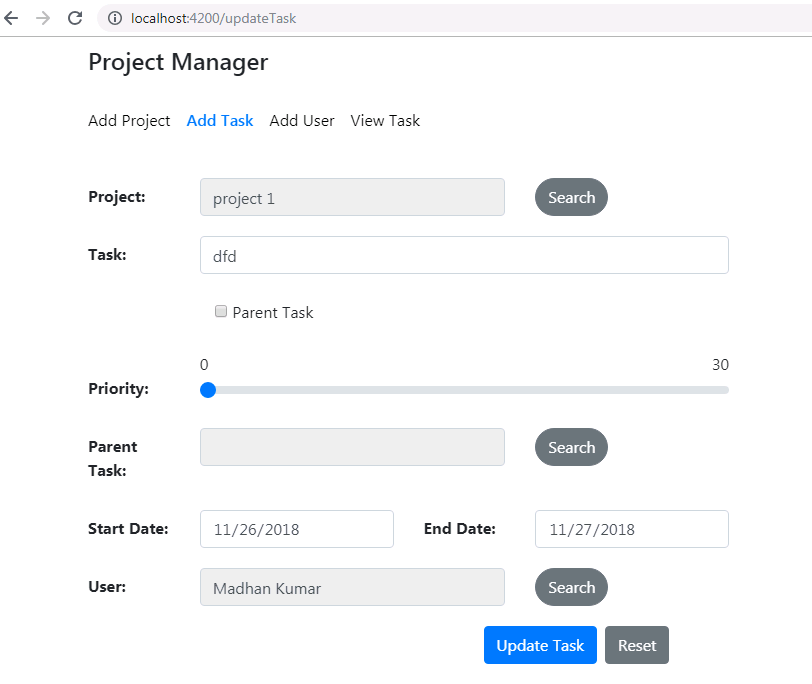 localhost:4200/updateTask
Project Manager
Add Project Add Task Add User View Task
Project: project 1 Search
Task: dfd
Parent Task
0 30
Priority:
Parent Search
Task:
Start Date: 11/26/2018 End Date: 11/27/2018
User: Madhan Kumar Search
Update Task Reset